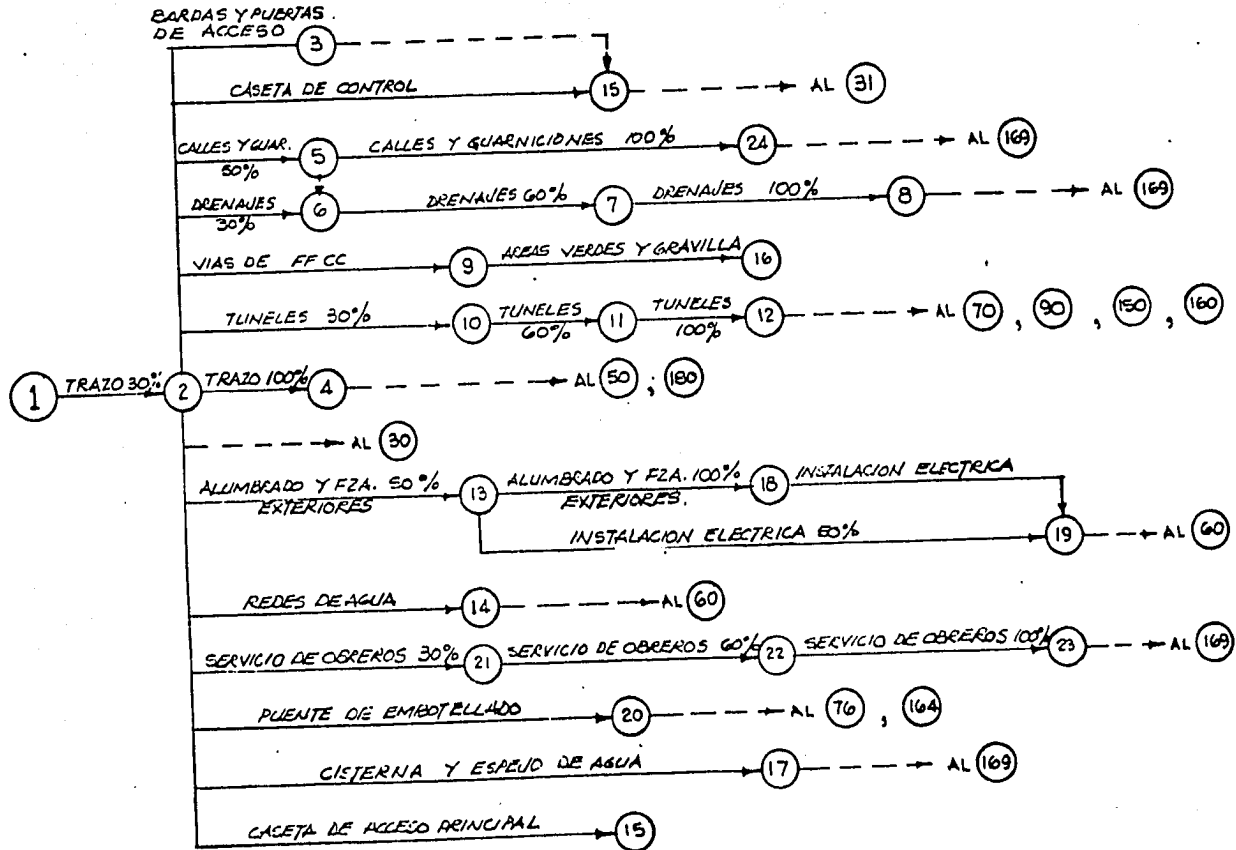 BARDAS Y PUERTAS.
DE ACCESO
3
CASETA DE CONTROL
15
AL 31
CALLES Y GUAR.
50%
5
CALLES Y GUARNICIONES 100%
24
AL 169
DRENAJES
30%
6
DRENAJES 60%
7
DRENAJES 100%
8
AL 169
VIAS DE FF CC
9
AREAS VERDES Y GRAVILLA
16
TUNELES 30%
10
TUNELES
60%
11
TUNELES
100%
12
AL 70 , 90 , 150 , 160
1
TRAZO 30%
2
TRAZO 100%
4
AL 50 ; 180
AL 30
ALUMBRADO Y FZA. 50%
EXTERIORES
13
ALUMBRADO Y FZA. 100%
EXTERIORES.
18
INSTALACION ELECTRICA
INSTALACION ELECTRICA 50%
19
AL 60
REDES DE AGUA
14
AL 60
SERVICIO DE OBREROS 30%
21
SERVICIO DE OBREROS 60%
22
SERVICIO DE OBREROS 100%
23
AL 169
PUENTE DE EMBOTELLADO
20
AL 76 , 164
CISTERNA Y ESPEJO DE AGUA
17
AL 169
CASETA DE ACCESO PRINCIPAL
15